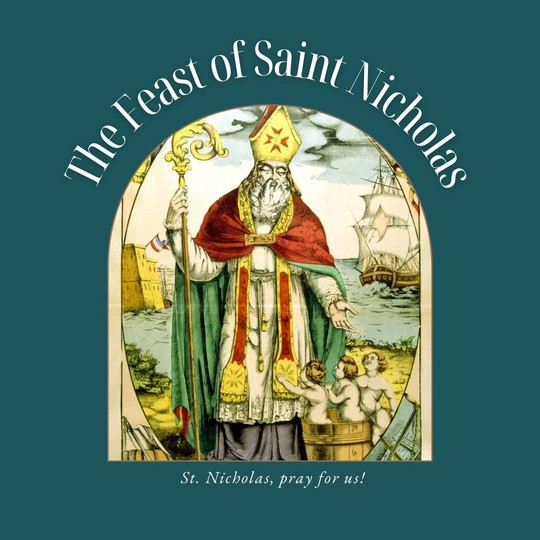 The Feast of Saint Nicholas
St. Nicholas, pray for us!